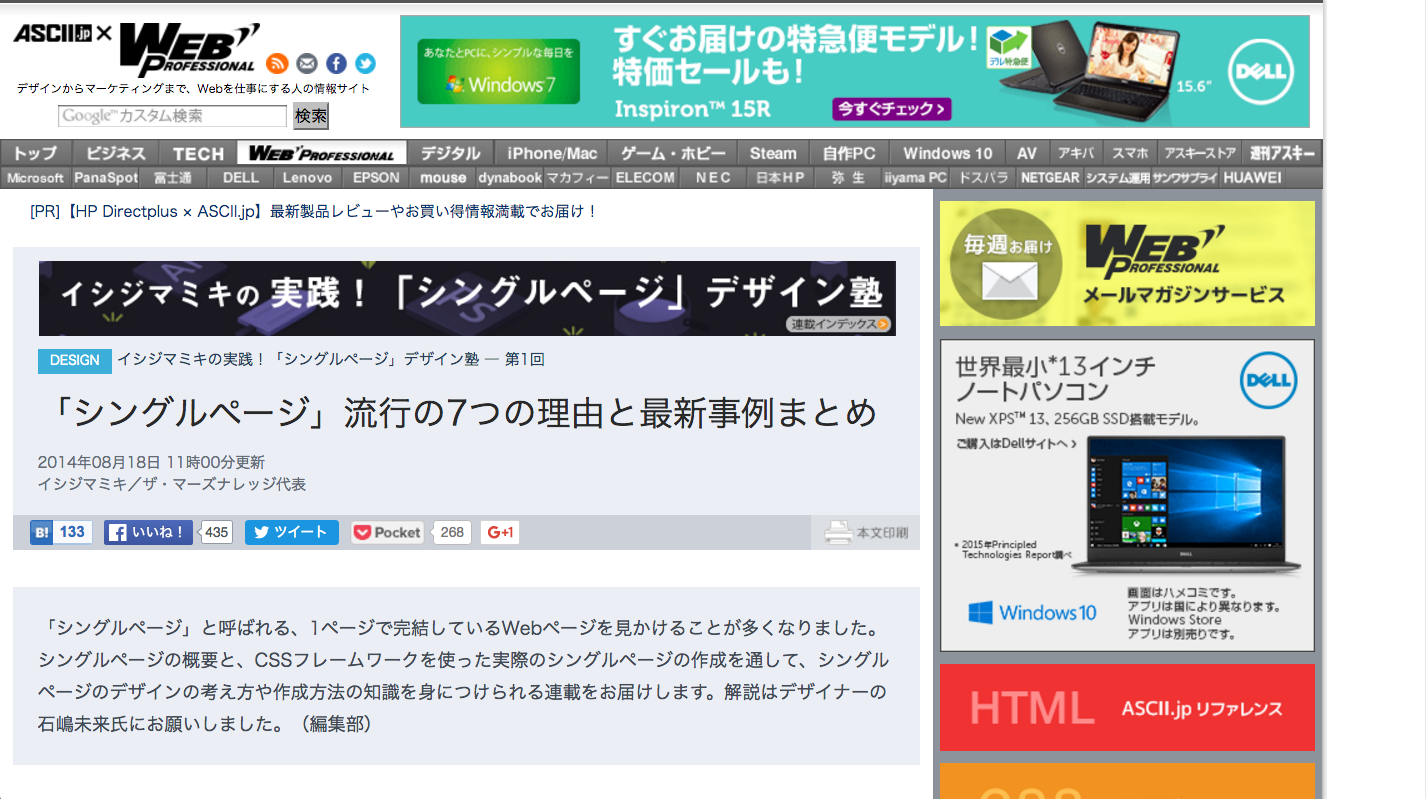 ASCII.jp × WEB PROFESSIONAL
デザインからマーケティングまで、Webを仕事にする人の情報サイト
Google™ カスタム検索 検索
あなたとPCに、シンプルな毎日を
Windows 7
すぐお届けの特急便モデル！
特価セールも！
Inspiron™ 15R
今すぐチェック >
デル特急便
15.6"
DELL
トップ ビジネス TECH WEB PROFESSIONAL デジタル iPhone/Mac ゲーム・ホビー Steam 自作PC Windows 10 AV アキバ スマホ アスキーストア 週刊アスキー
Microsoft PanaSpot 富士通 DELL Lenovo EPSON mouse dynabook マカフィー ELECOM NEC 日本HP 弥生 iiyama PC ドスパラ NETGEAR システム運用 サンワサプライ HUAWEI
[PR]【HP Directplus × ASCII.jp】最新製品レビューやお買い得情報満載でお届け！
イシジマミキの 実践！「シングルページ」デザイン塾
連載インデックス
DESIGN イシジマミキの実践！「シングルページ」デザイン塾 ― 第1回
「シングルページ」流行の7つの理由と最新事例まとめ
2014年08月18日 11時00分更新
イシジマミキ／ザ・マーズナレッジ代表
B! 133 いいね！ 435 ツイート Pocket 268 G+1 本文印刷
「シングルページ」と呼ばれる、1ページで完結しているWebページを見かけることが多くなりました。
シングルページの概要と、CSSフレームワークを使った実際のシングルページの作成を通して、シングル
ページのデザインの考え方や作成方法の知識を身につけられる連載をお届けします。解説はデザイナーの
石嶋未来氏にお願いしました。（編集部）
毎週お届け
WEB PROFESSIONAL
メールマガジンサービス
世界最小*13インチ
ノートパソコン
DELL
New XPS™ 13、256GB SSD搭載モデル。
ご購入はDellサイトへ >
* 2015年Principled
Technologies Report調べ
DELL
Windows 10
画面はハメコミです。
アプリは国により異なります。
Windows Store
アプリは別売りです。
HTML ASCII.jp リファレンス